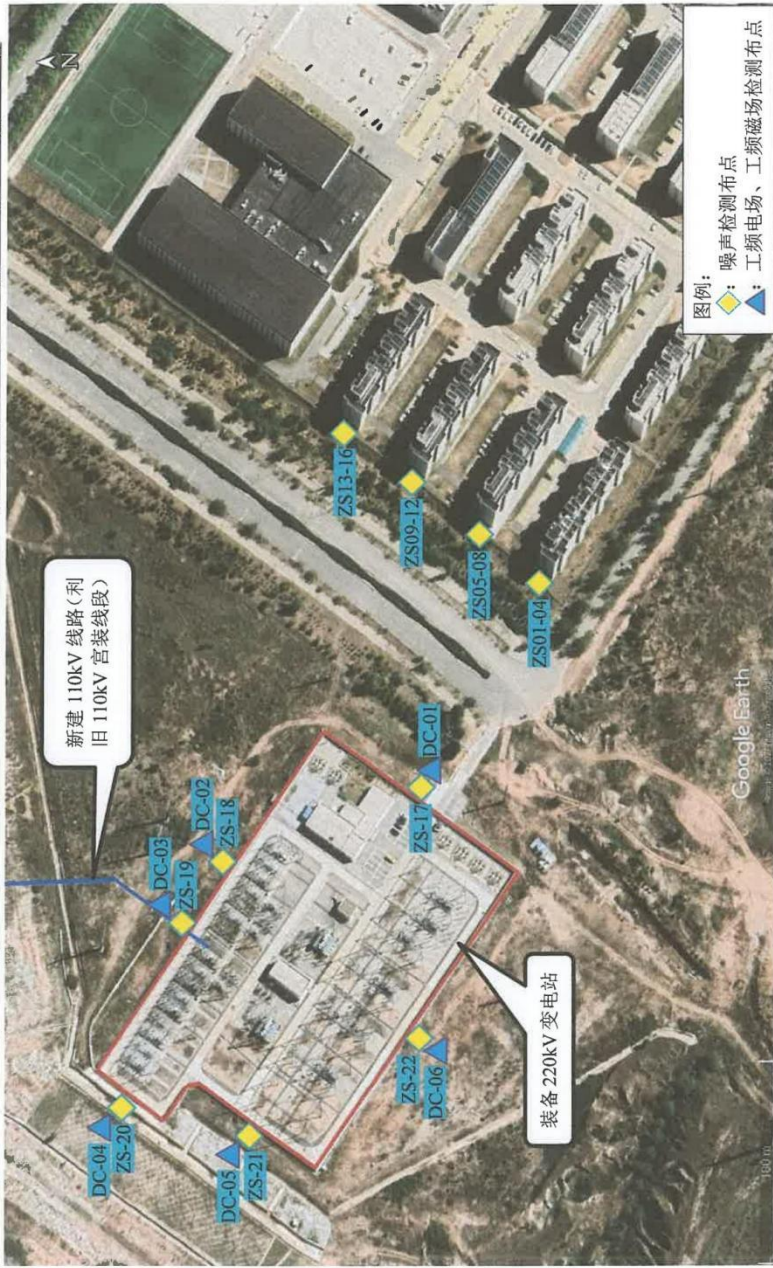 N
新建 110kV 线路（利
旧 110kV 宫装线段）
DC-04
ZS-20
DC-03
ZS-19
DC-02
ZS-18
DC-05
ZS-21
ZS-22
DC-06
ZS-17
DC-01
ZS13-16
ZS09-12
ZS05-08
ZS01-04
装备 220kV 变电站
Google Earth
100 m
图例：
：噪声检测布点
：工频电场、工频磁场检测布点